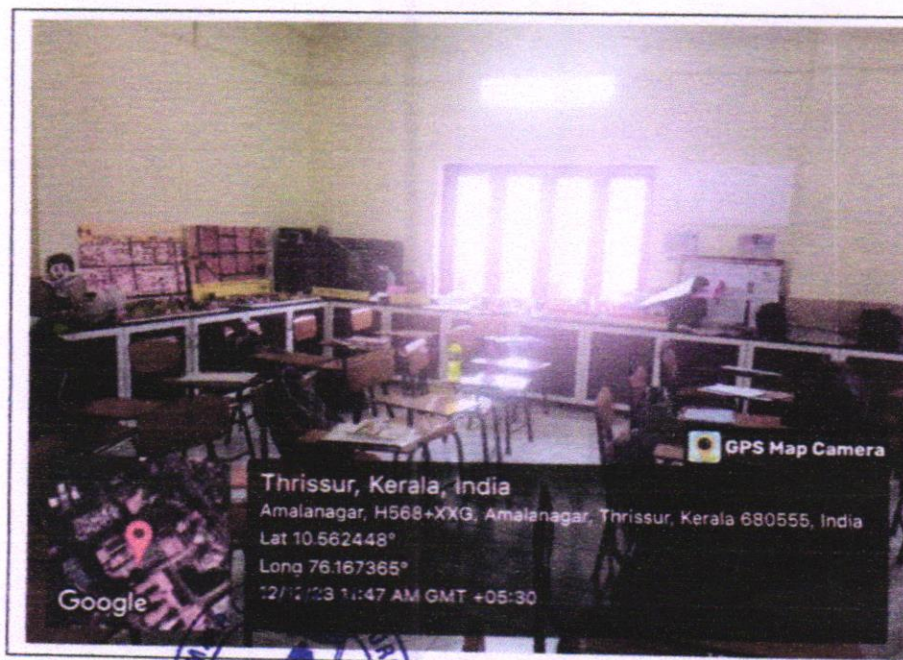 GPS Map Camera
Thrissur, Kerala, India
Amalanagar, H568+XXG, Amalanagar, Thrissur, Kerala 680555, India
Lat 10.562448°
Long 76.167365°
AM GMT +05:30
Google